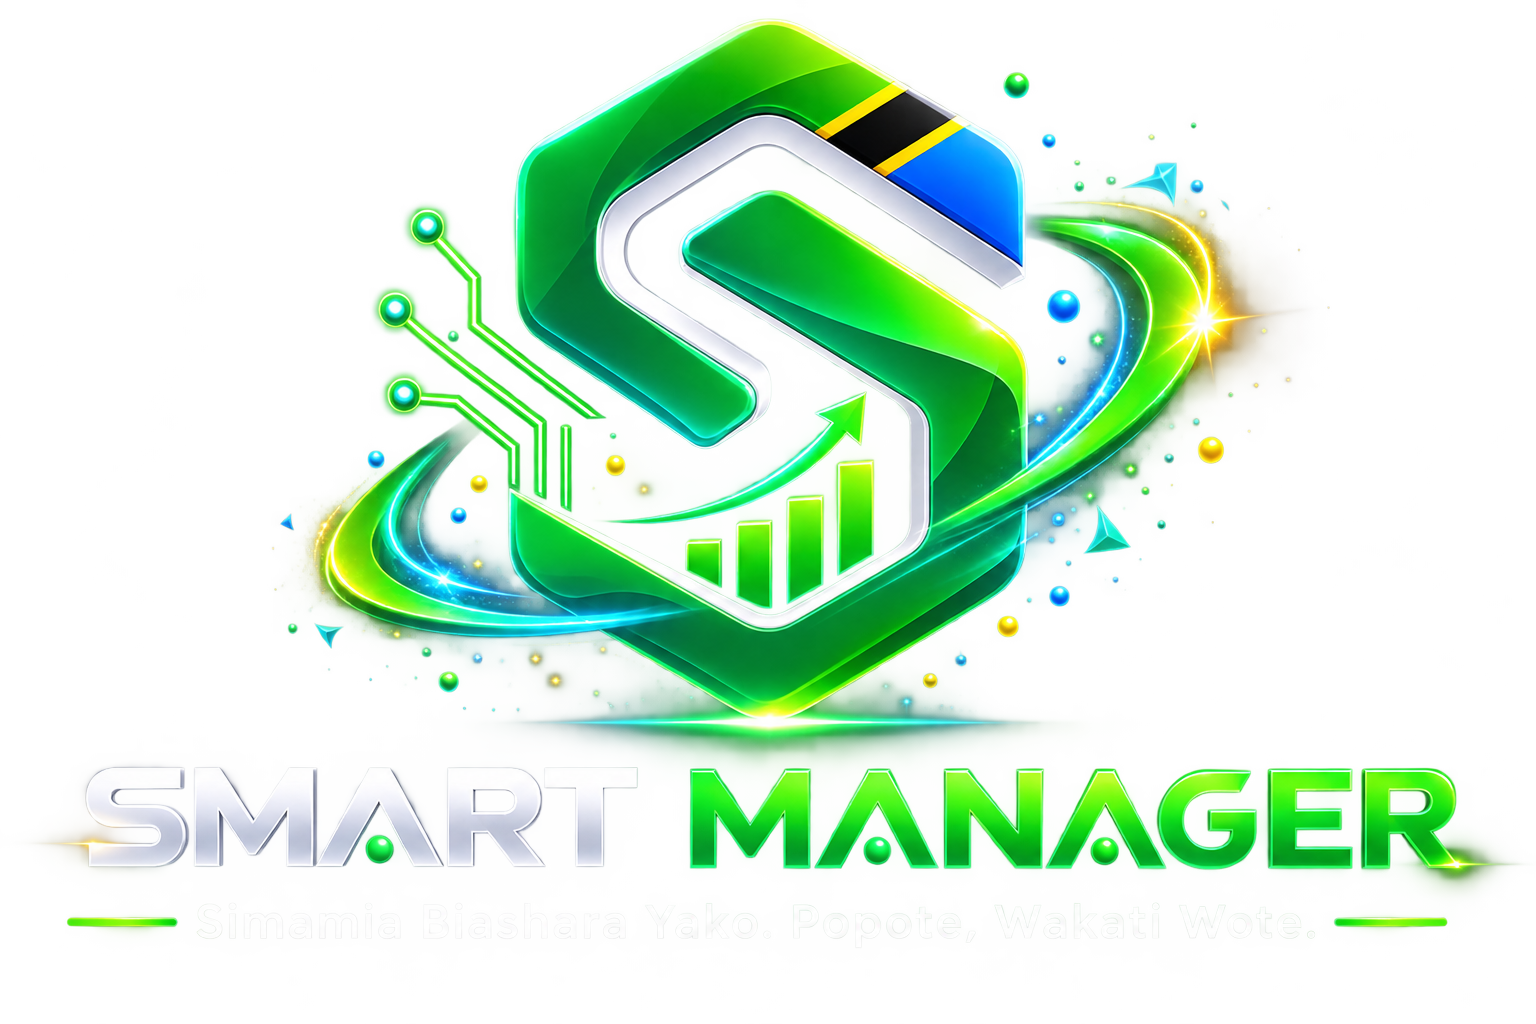 SMART MANAGER
Simamia Biashara Yako. Popote, Wakati Wote.